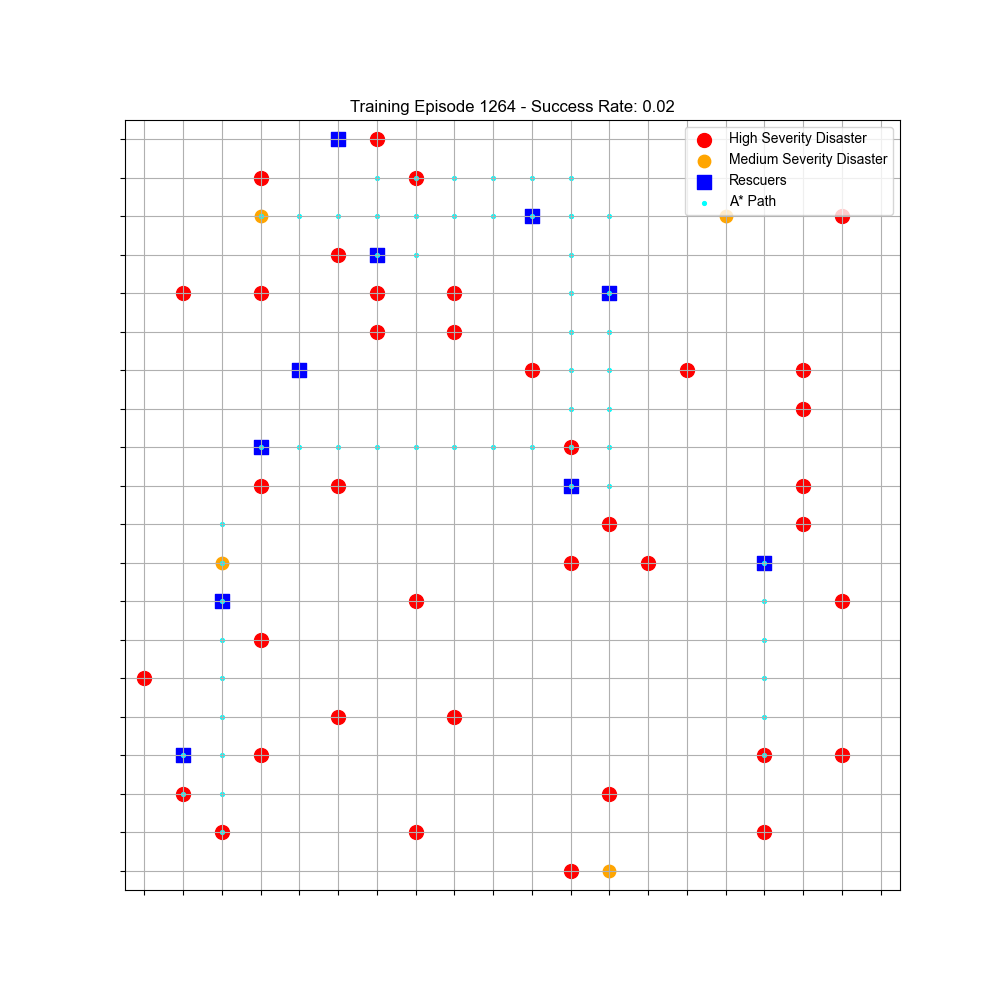 Training Episode 1264 - Success Rate: 0.02
High Severity Disaster
Medium Severity Disaster
Rescuers
A* Path